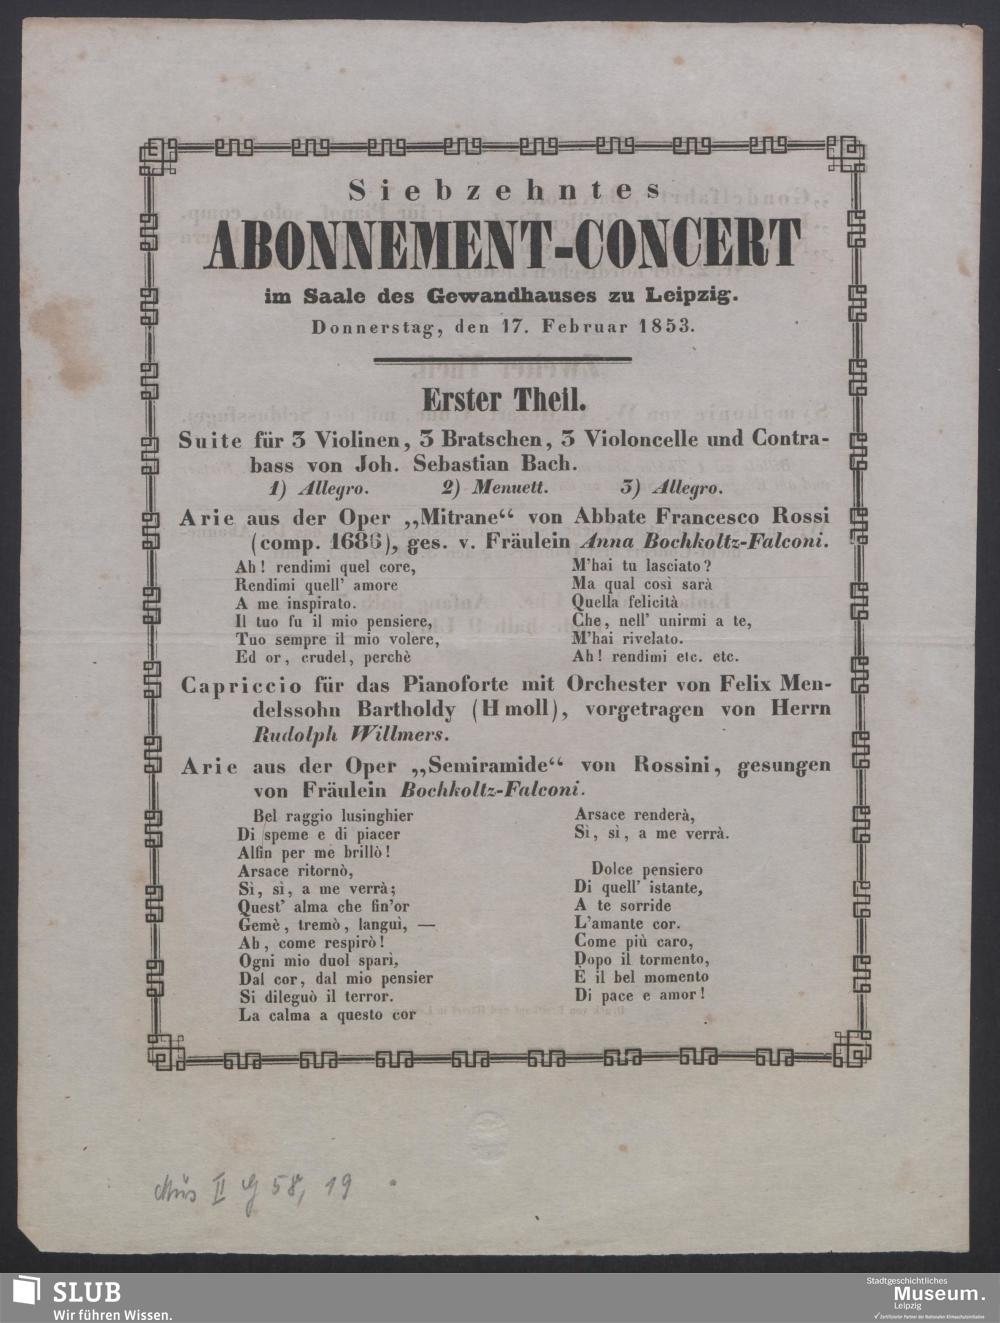 Siebzehntes
ABONNEMENT-CONCERT
im Saale des Gewandhauses zu Leipzig.
Donnerstag, den 17. Februar 1853.
Erster Theil.
Suite für 3 Violinen, 3 Bratschen, 3 Violoncelle und Contra-
bass von Joh. Sebastian Bach.
1) Allegro. 2) Menuett. 3) Allegro.
Arie aus der Oper „Mitrane“ von Abbate Francesco Rossi
(comp. 1686), ges. v. Fräulein Anna Bochkoltz-Falconi.
Ah! rendimi quel core,
Rendimi quell' amore
A me inspirato.
Il tuo fu il mio pensiere,
Tuo sempre il mio volere,
Ed or, crudel, perchè
M'hai tu lasciato?
Ma qual così sarà
Quella felicità
Che, nell' unirmi a te,
M'hai rivelato.
Ah! rendimi etc. etc.
Capriccio für das Pianoforte mit Orchester von Felix Men-
delssohn Bartholdy (H moll), vorgetragen von Herrn
Rudolph Willmers.
Arie aus der Oper „Semiramide“ von Rossini, gesungen
von Fräulein Bochkoltz-Falconi.
Bel raggio lusinghier
Di speme e di piacer
Alfin per me brillò!
Arsace ritornò,
Sì, sì, a me verrà;
Quest' alma che fin'or
Gemè, tremò, languì, —
Ah, come respirò!
Ogni mio duol sparì,
Dal cor, dal mio pensier
Si dileguò il terror.
La calma a questo cor
Arsace renderà,
Sì, sì, a me verrà.
Dolce pensiero
Di quell' istante,
A te sorride
L'amante cor.
Come più caro,
Dopo il tormento,
È il bel momento
Di pace e amor!
Mus II G 58, 19
SLUB
Wir führen Wissen.
Stadtgeschichtliches
Museum.
Leipzig
Zertifizierter Partner der Nationalen Klimaschutzinitiative